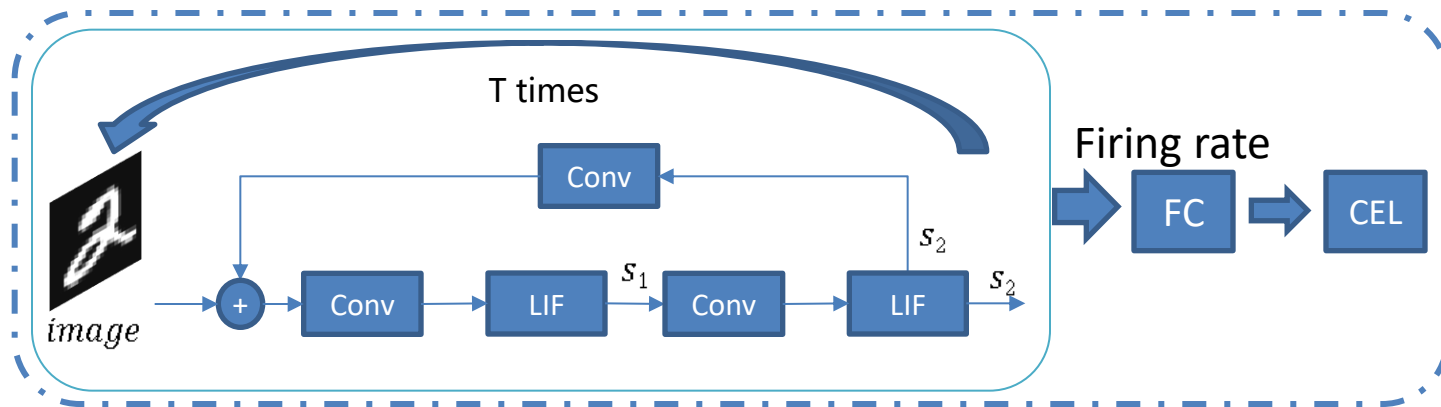 T times
Firing rate
Conv
FC
CEL
s₂
image
+
Conv
LIF
s₁
Conv
LIF
s₂